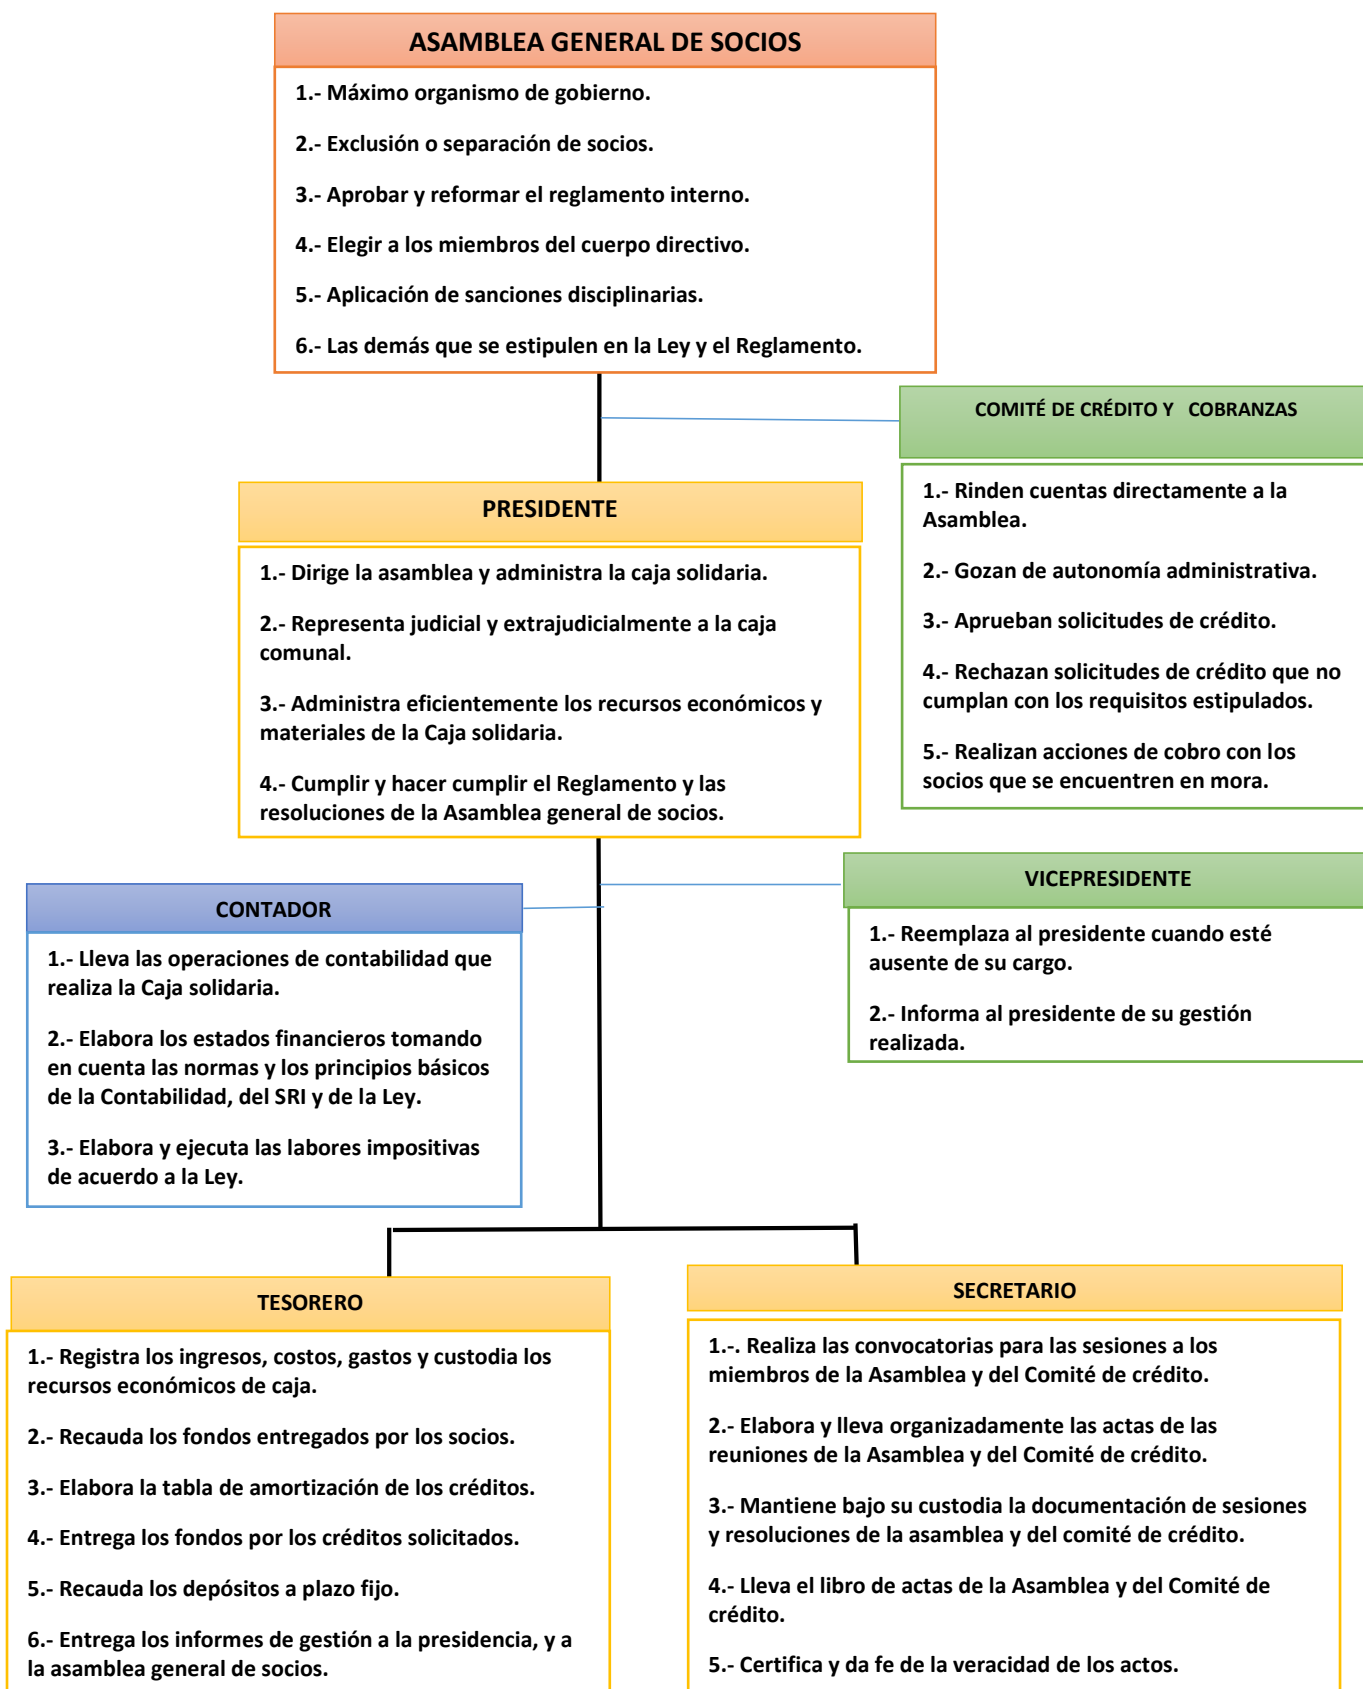 ASAMBLEA GENERAL DE SOCIOS
1.- Máximo organismo de gobierno.
2.- Exclusión o separación de socios.
3.- Aprobar y reformar el reglamento interno.
4.- Elegir a los miembros del cuerpo directivo.
5.- Aplicación de sanciones disciplinarias.
6.- Las demás que se estipulen en la Ley y el Reglamento.
COMITÉ DE CRÉDITO Y COBRANZAS
1.- Rinden cuentas directamente a la
Asamblea.
2.- Gozan de autonomía administrativa.
3.- Aprueban solicitudes de crédito.
4.- Rechazan solicitudes de crédito que no
cumplan con los requisitos estipulados.
5.- Realizan acciones de cobro con los
socios que se encuentren en mora.
PRESIDENTE
1.- Dirige la asamblea y administra la caja solidaria.
2.- Representa judicial y extrajudicialmente a la caja
comunal.
3.- Administra eficientemente los recursos económicos y
materiales de la Caja solidaria.
4.- Cumplir y hacer cumplir el Reglamento y las
resoluciones de la Asamblea general de socios.
VICEPRESIDENTE
1.- Reemplaza al presidente cuando esté
ausente de su cargo.
2.- Informa al presidente de su gestión
realizada.
CONTADOR
1.- Lleva las operaciones de contabilidad que
realiza la Caja solidaria.
2.- Elabora los estados financieros tomando
en cuenta las normas y los principios básicos
de la Contabilidad, del SRI y de la Ley.
3.- Elabora y ejecuta las labores impositivas
de acuerdo a la Ley.
TESORERO
1.- Registra los ingresos, costos, gastos y custodia los
recursos económicos de caja.
2.- Recauda los fondos entregados por los socios.
3.- Elabora la tabla de amortización de los créditos.
4.- Entrega los fondos por los créditos solicitados.
5.- Recauda los depósitos a plazo fijo.
6.- Entrega los informes de gestión a la presidencia, y a
la asamblea general de socios.
SECRETARIO
1.-. Realiza las convocatorias para las sesiones a los
miembros de la Asamblea y del Comité de crédito.
2.- Elabora y lleva organizadamente las actas de las
reuniones de la Asamblea y del Comité de crédito.
3.- Mantiene bajo su custodia la documentación de sesiones
y resoluciones de la asamblea y del comité de crédito.
4.- Lleva el libro de actas de la Asamblea y del Comité de
crédito.
5.- Certifica y da fe de la veracidad de los actos.